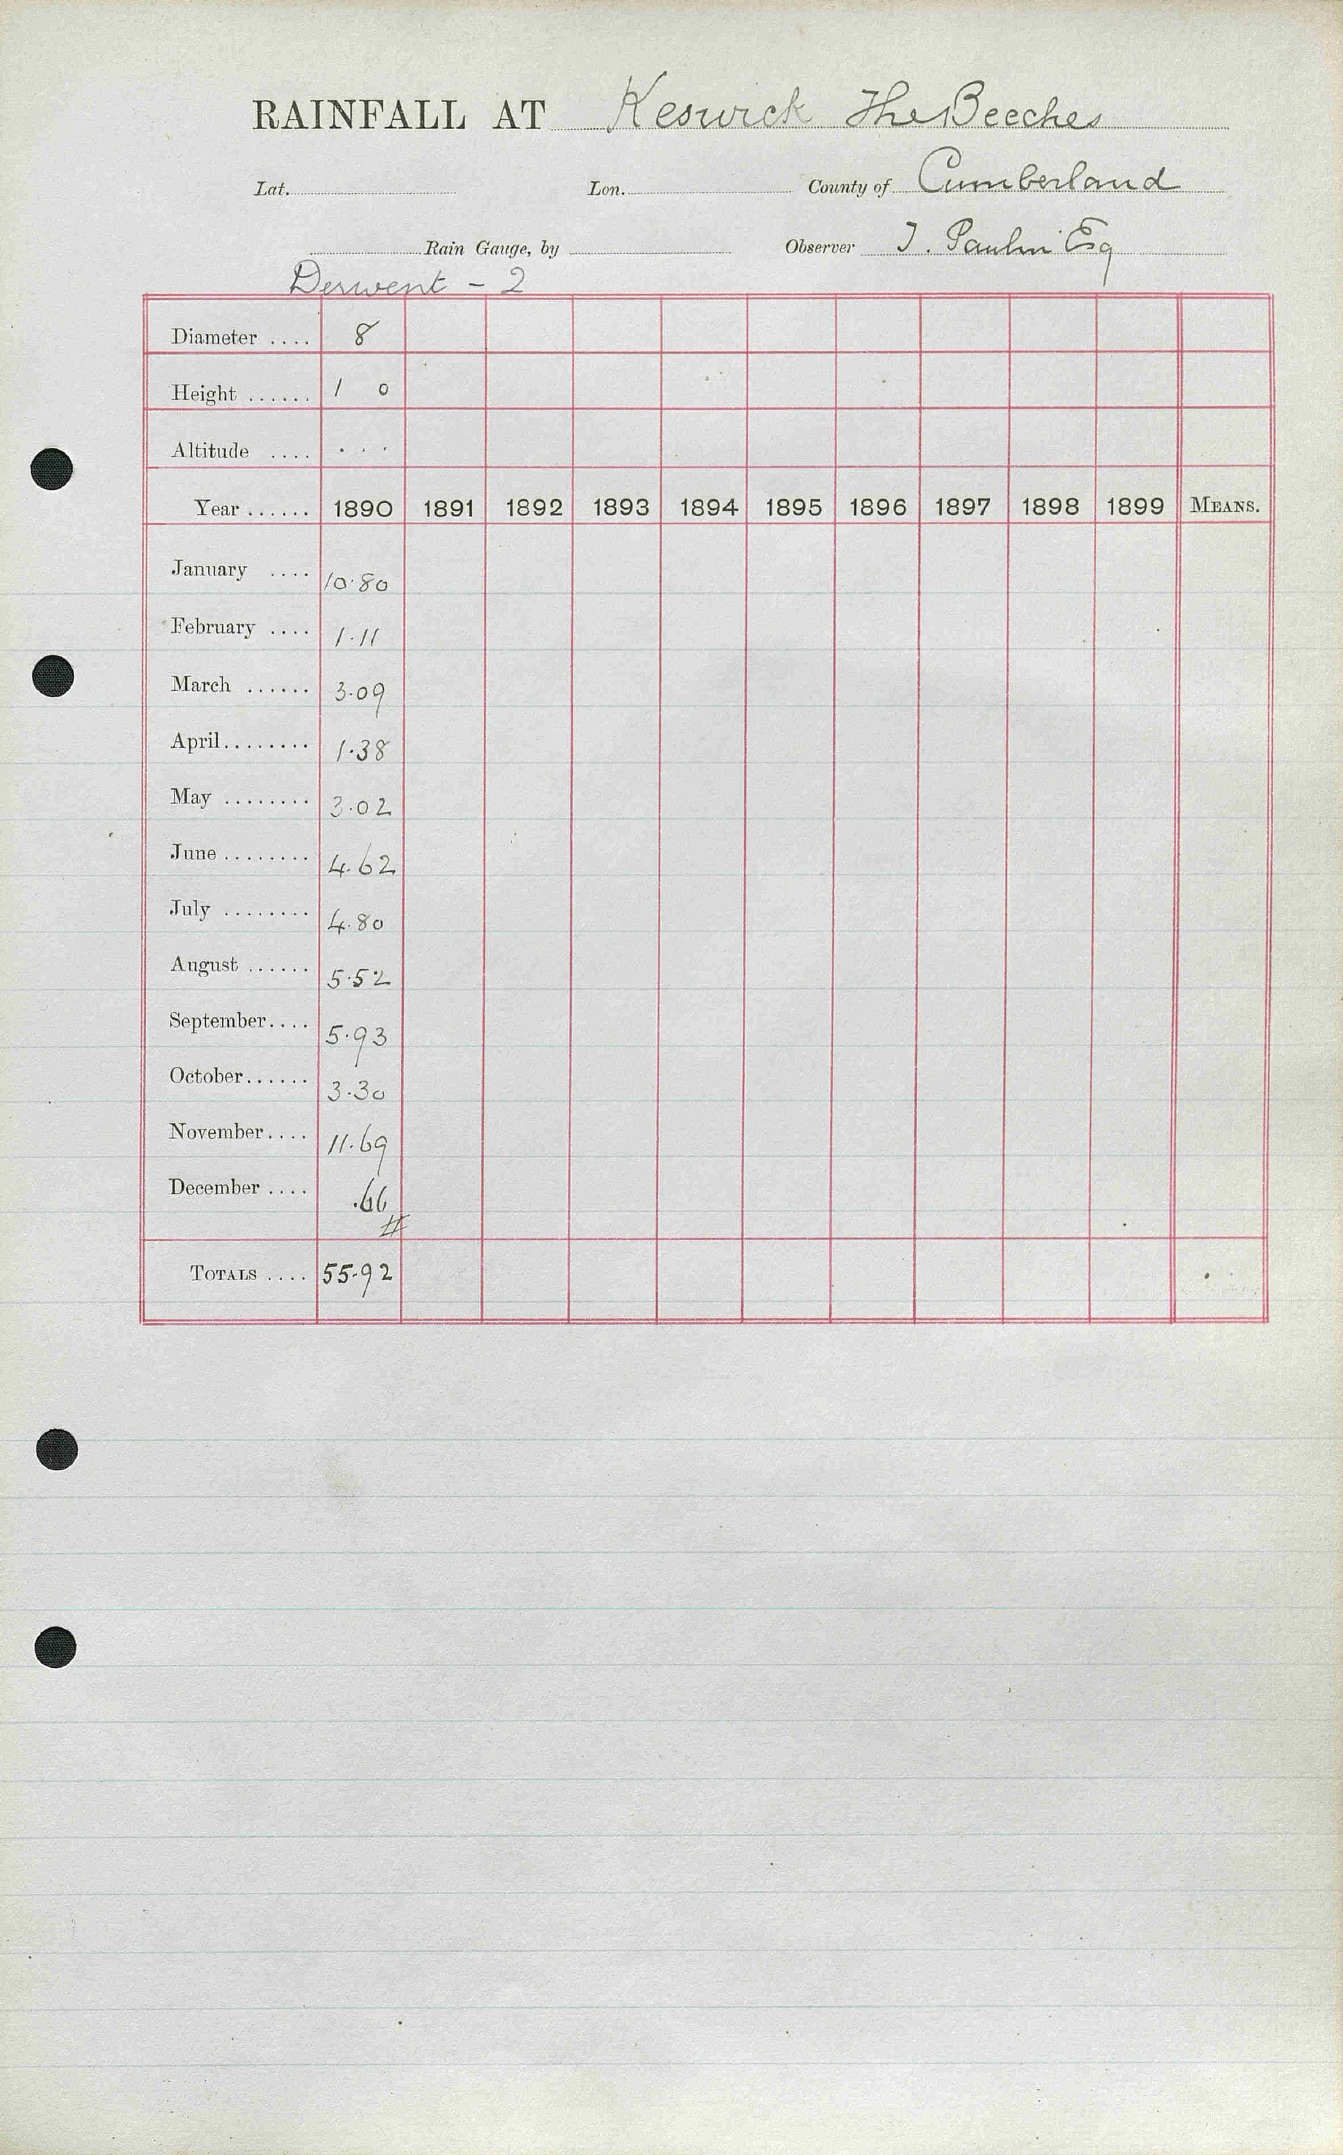 RAINFALL AT Keswick The Beeches
Lat. Lon. County of Cumberland
Rain Gauge, by Observer J. Paulin Esq
Derwent - 2
Diameter .... 8
Height ...... 1 0
Altitude .... . . .
Year ...... 1890 1891 1892 1893 1894 1895 1896 1897 1898 1899 MEANS.
January .... 10.80
February .... 1.11
March ...... 3.09
April........ 1.38
May ........ 3.02
June ........ 4.62
July ........ 4.80
August ...... 5.52
September.... 5.93
October...... 3.30
November.... 11.69
December .... .66
#
TOTALS .... 55.92